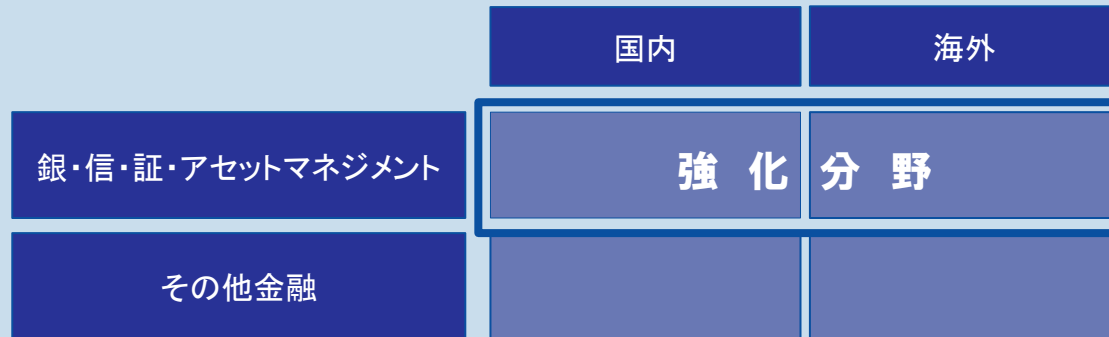 国内
海外
銀・信・証・アセットマネジメント
強化分野
その他金融